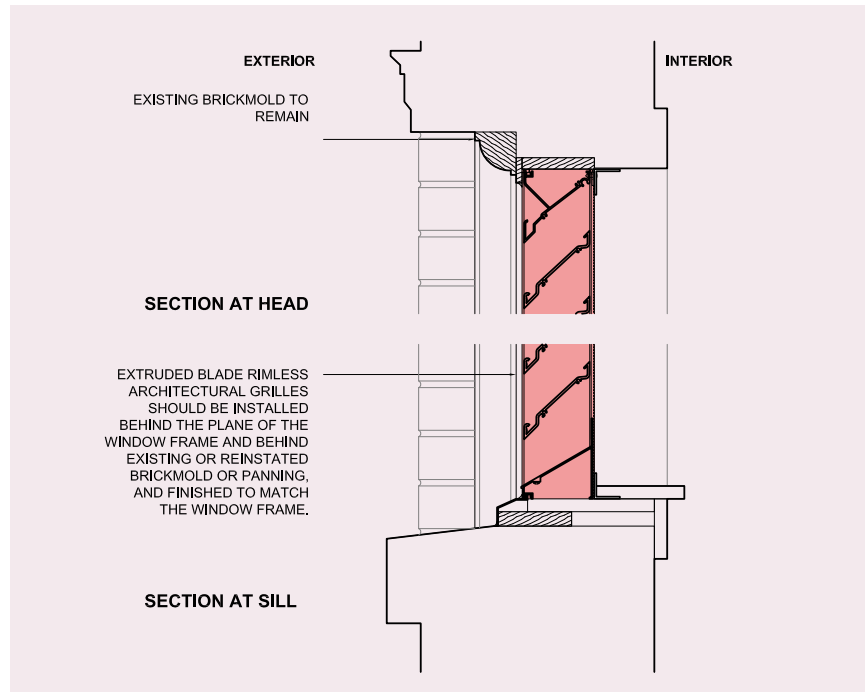 EXTERIOR
INTERIOR
EXISTING BRICKMOLD TO
REMAIN
SECTION AT HEAD
EXTRUDED BLADE RIMLESS
ARCHITECTURAL GRILLES
SHOULD BE INSTALLED
BEHIND THE PLANE OF THE
WINDOW FRAME AND BEHIND
EXISTING OR REINSTATED
BRICKMOLD OR PANNING,
AND FINISHED TO MATCH
THE WINDOW FRAME.
SECTION AT SILL